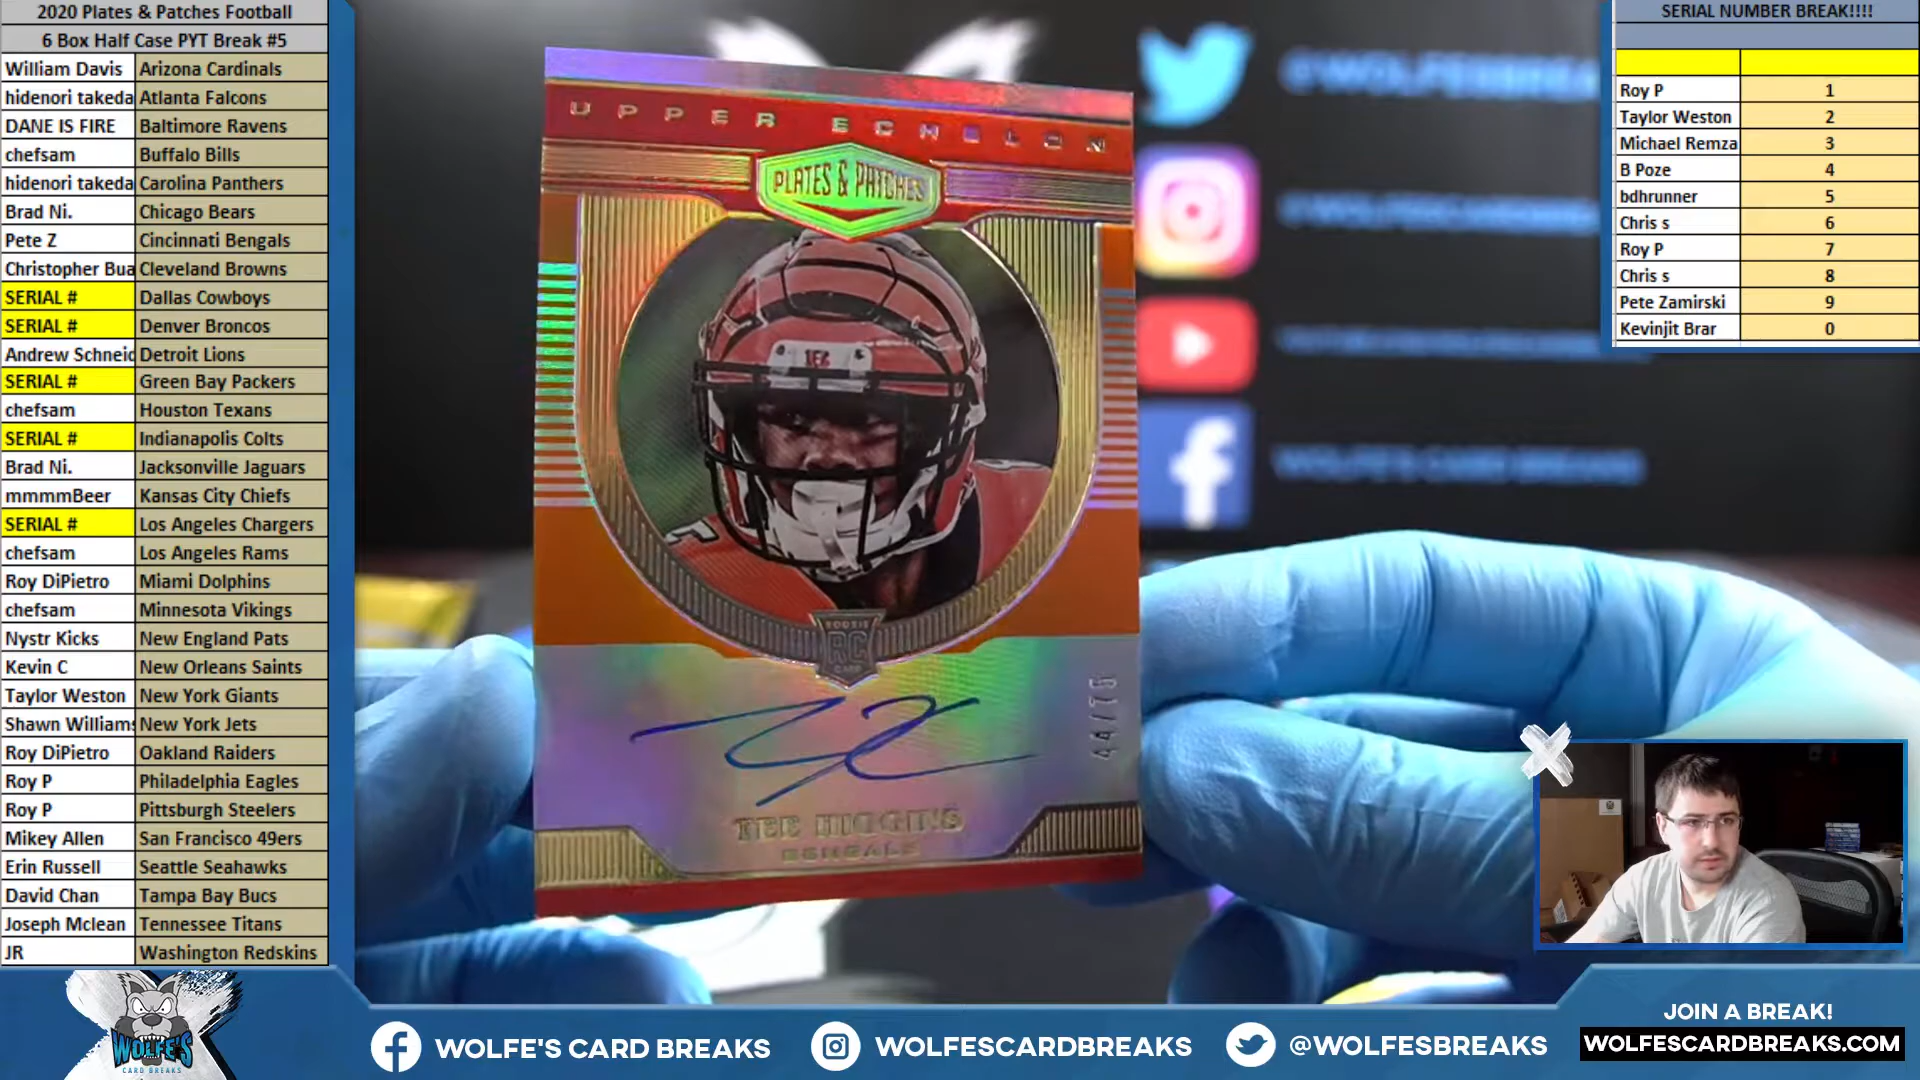 2020 Plates & Patches Football
6 Box Half Case PYT Break #5
William Davis Arizona Cardinals
hidenori takeda Atlanta Falcons
DANE IS FIRE Baltimore Ravens
chefsam Buffalo Bills
hidenori takeda Carolina Panthers
Brad Ni. Chicago Bears
Pete Z Cincinnati Bengals
Christopher Bua Cleveland Browns
SERIAL # Dallas Cowboys
SERIAL # Denver Broncos
Andrew Schneid Detroit Lions
SERIAL # Green Bay Packers
chefsam Houston Texans
SERIAL # Indianapolis Colts
Brad Ni. Jacksonville Jaguars
mmmmBeer Kansas City Chiefs
SERIAL # Los Angeles Chargers
chefsam Los Angeles Rams
Roy DiPietro Miami Dolphins
chefsam Minnesota Vikings
Nystr Kicks New England Pats
Kevin C New Orleans Saints
Taylor Weston New York Giants
Shawn Williams New York Jets
Roy DiPietro Oakland Raiders
Roy P Philadelphia Eagles
Roy P Pittsburgh Steelers
Mikey Allen San Francisco 49ers
Erin Russell Seattle Seahawks
David Chan Tampa Bay Bucs
Joseph Mclean Tennessee Titans
JR Washington Redskins
UPPER ECHELON
PLATES & PATCHES
ROOKIE
RC
CARD
44/75
TEE HIGGINS
BENGALS
@WOLFESBREA
WOLFE'S CARD BREAKS
SERIAL NUMBER BREAK!!!!
Roy P 1
Taylor Weston 2
Michael Remza 3
B Poze 4
bdhrunner 5
Chris s 6
Roy P 7
Chris s 8
Pete Zamirski 9
Kevinjit Brar 0
WOLFE'S
CARD BREAKS
WOLFE'S CARD BREAKS
WOLFESCARDBREAKS
@WOLFESBREAKS
JOIN A BREAK!
WOLFESCARDBREAKS.COM